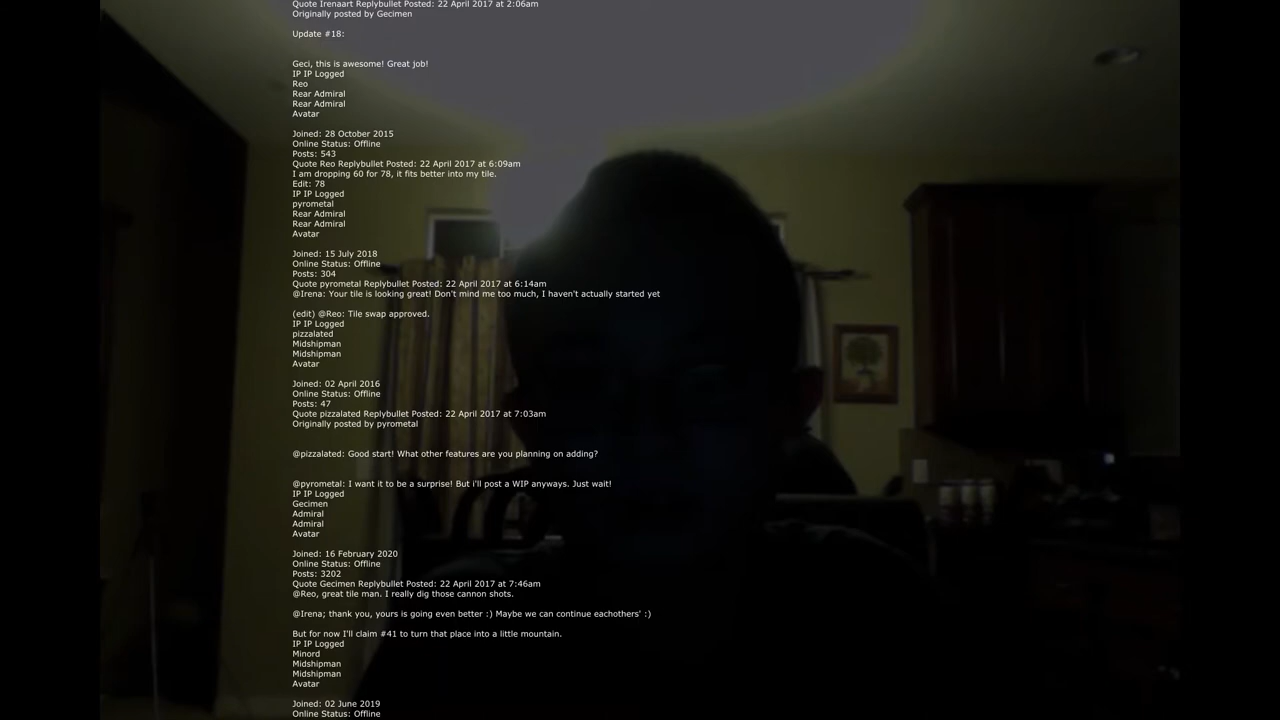 Quote Irenaart Replybullet Posted: 22 April 2017 at 2:06am
Originally posted by Gecimen
Update #18:
Geci, this is awesome! Great job!
IP IP Logged
Reo
Rear Admiral
Rear Admiral
Avatar
Joined: 28 October 2015
Online Status: Offline
Posts: 543
Quote Reo Replybullet Posted: 22 April 2017 at 6:09am
I am dropping 60 for 78, it fits better into my tile.
Edit: 78
IP IP Logged
pyrometal
Rear Admiral
Rear Admiral
Avatar
Joined: 15 July 2018
Online Status: Offline
Posts: 304
Quote pyrometal Replybullet Posted: 22 April 2017 at 6:14am
@Irena: Your tile is looking great! Don't mind me too much, I haven't actually started yet
(edit) @Reo: Tile swap approved.
IP IP Logged
pizzalated
Midshipman
Midshipman
Avatar
Joined: 02 April 2016
Online Status: Offline
Posts: 47
Quote pizzalated Replybullet Posted: 22 April 2017 at 7:03am
Originally posted by pyrometal
@pizzalated: Good start! What other features are you planning on adding?
@pyrometal: I want it to be a surprise! But i'll post a WIP anyways. Just wait!
IP IP Logged
Gecimen
Admiral
Admiral
Avatar
Joined: 16 February 2020
Online Status: Offline
Posts: 3202
Quote Gecimen Replybullet Posted: 22 April 2017 at 7:46am
@Reo, great tile man. I really dig those cannon shots.
@Irena; thank you, yours is going even better :) Maybe we can continue eachothers' :)
But for now I'll claim #41 to turn that place into a little mountain.
IP IP Logged
Minord
Midshipman
Midshipman
Avatar
Joined: 02 June 2019
Online Status: Offline